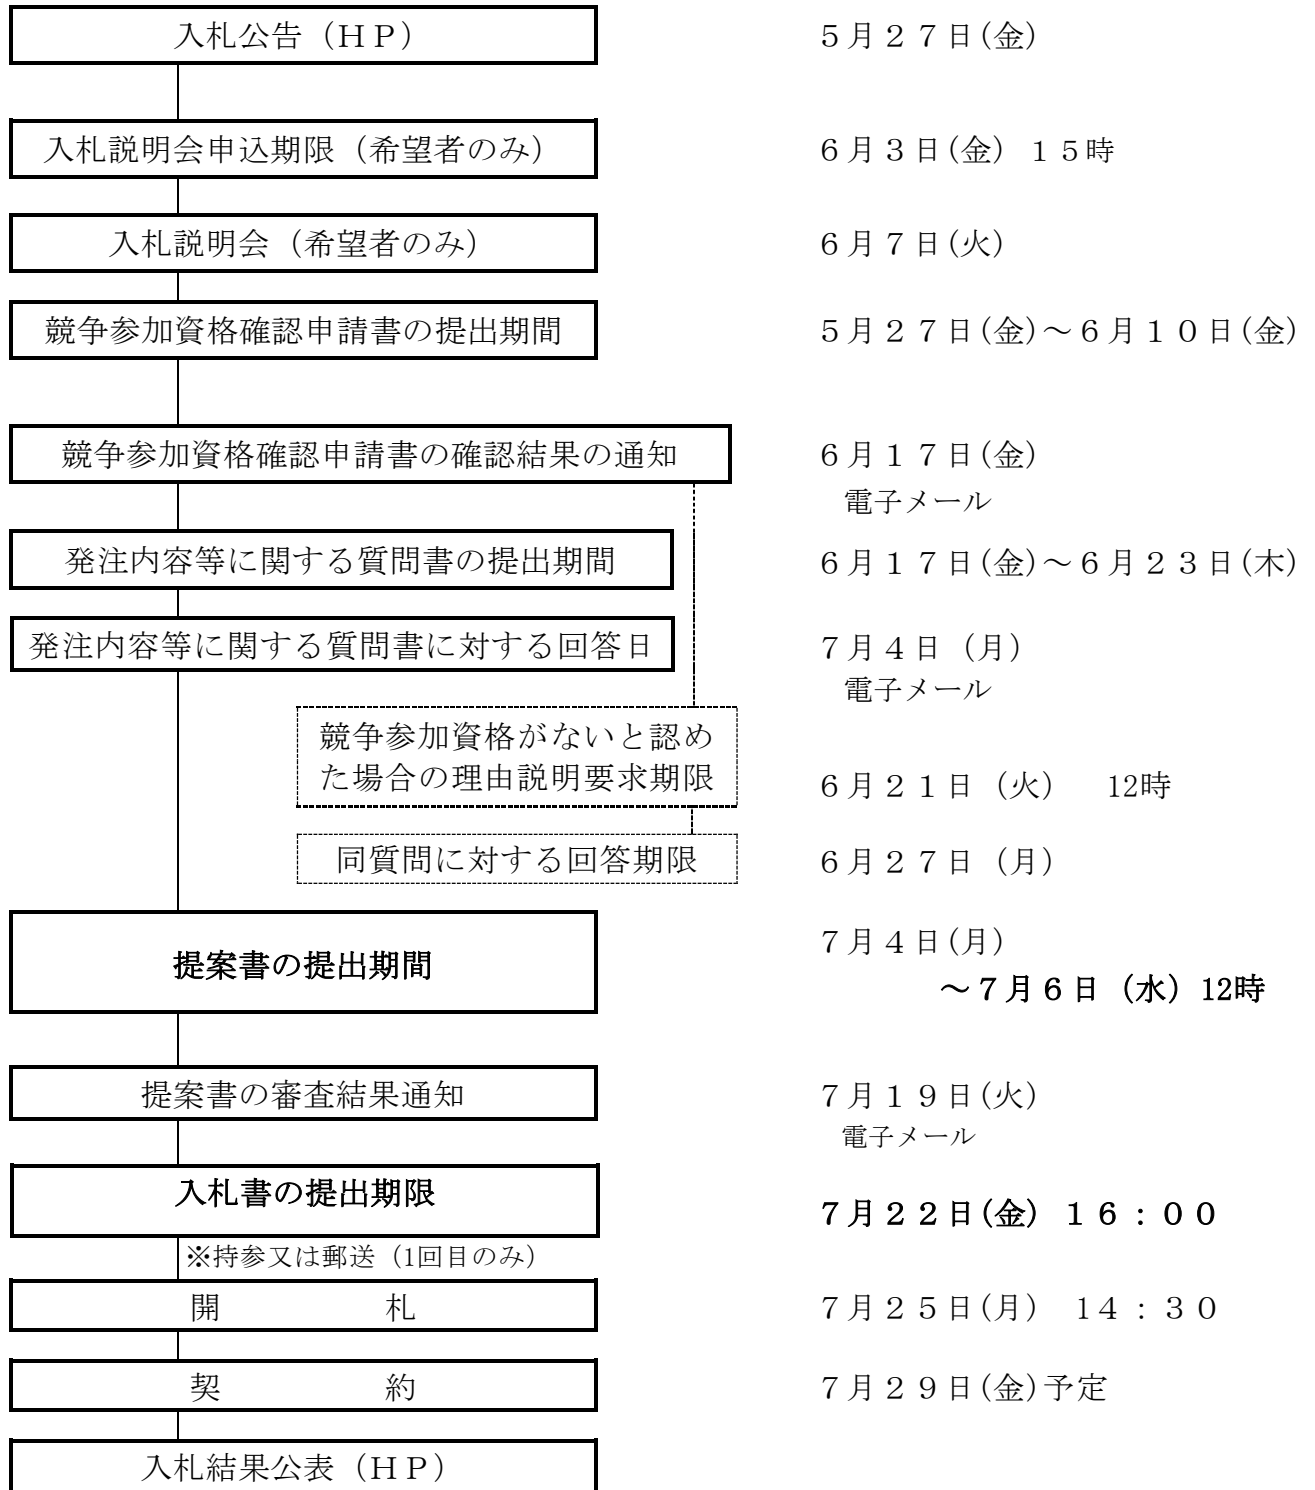 入札公告（ＨＰ） ５月２７日(金)
入札説明会申込期限（希望者のみ） ６月３日(金) １５時
入札説明会（希望者のみ） ６月７日(火)
競争参加資格確認申請書の提出期間 ５月２７日(金)～６月１０日(金)
競争参加資格確認申請書の確認結果の通知 ６月１７日(金)
電子メール
発注内容等に関する質問書の提出期間 ６月１７日(金)～６月２３日(木)
発注内容等に関する質問書に対する回答日 ７月４日（月）
電子メール
競争参加資格がないと認め
た場合の理由説明要求期限 ６月２１日（火） 12時
同質問に対する回答期限 ６月２７日（月）
提案書の提出期間 ７月４日(月)
～７月６日（水）12時
提案書の審査結果通知 ７月１９日(火)
電子メール
入札書の提出期限 ７月２２日(金) １６：００
※持参又は郵送（1回目のみ）
開 札 ７月２５日(月) １４：３０
契 約 ７月２９日(金)予定
入札結果公表（ＨＰ）